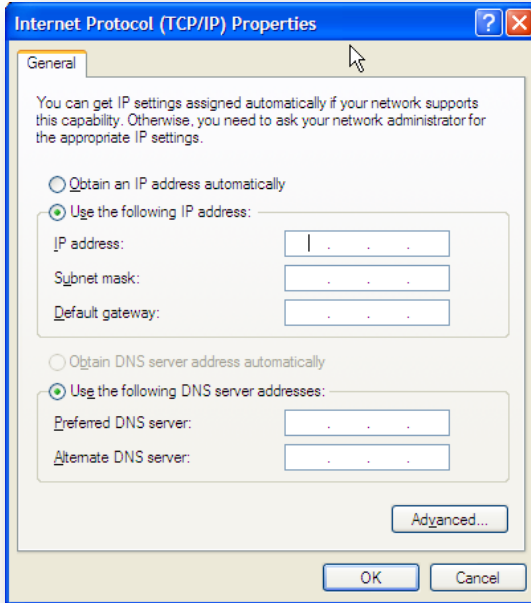 Internet Protocol (TCP/IP) Properties
General
You can get IP settings assigned automatically if your network supports
this capability. Otherwise, you need to ask your network administrator for
the appropriate IP settings.
Obtain an IP address automatically
Use the following IP address:
IP address:
Subnet mask:
Default gateway:
Obtain DNS server address automatically
Use the following DNS server addresses:
Preferred DNS server:
Alternate DNS server:
Advanced...
OK Cancel